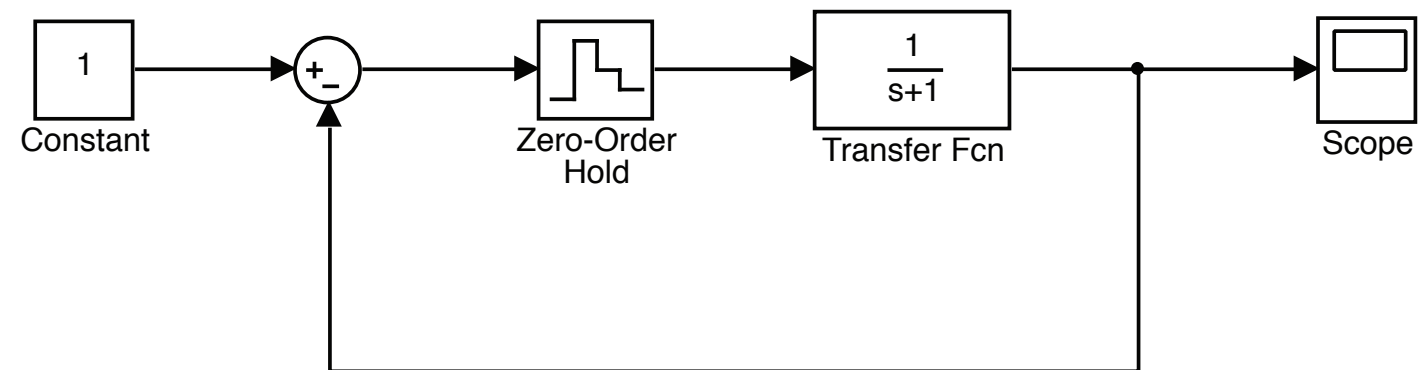 1
Constant
+
−
Zero-Order
Hold
1
s+1
Transfer Fcn
Scope